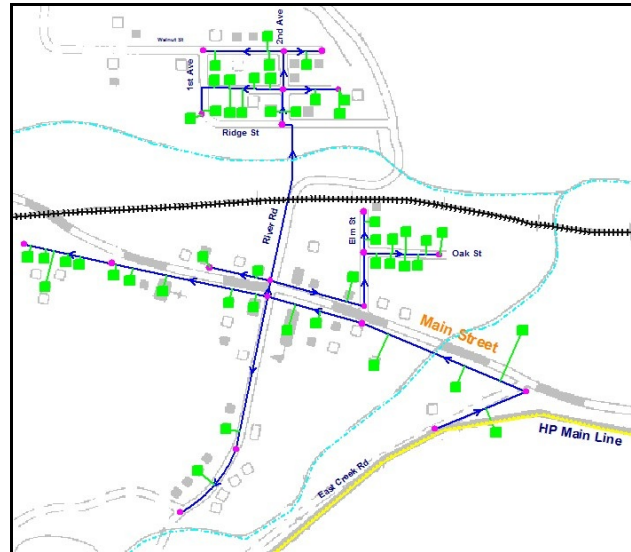 Walnut St
2nd Ave
1st Ave
Ridge St
River Rd
Elm St
Oak St
Main Street
HP Main Line
East Creek Rd